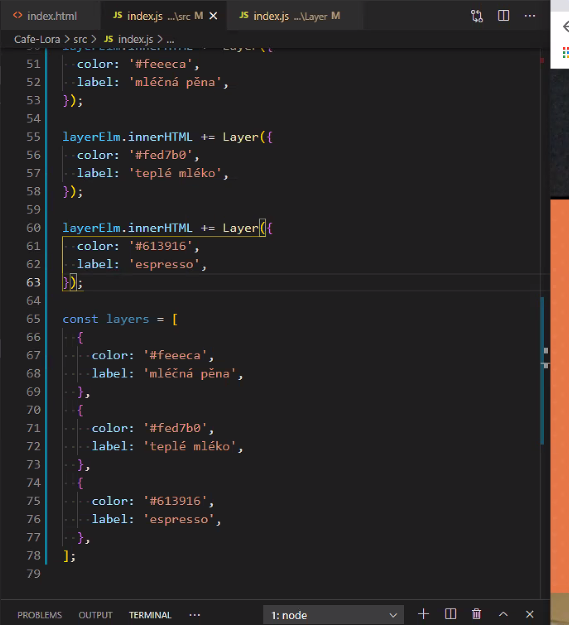 index.html
index.js ...\src M
index.js ...\Layer M
Cafe-Lora > src > index.js > ...
50 layerElm.innerHTML += Layer({
51 color: '#feeeca',
52 label: 'mléčná pěna',
53 });
54
55 layerElm.innerHTML += Layer({
56 color: '#fed7b0',
57 label: 'teplé mléko',
58 });
59
60 layerElm.innerHTML += Layer({
61 color: '#613916',
62 label: 'espresso',
63 });
64
65 const layers = [
66 {
67 color: '#feeeca',
68 label: 'mléčná pěna',
69 },
70 {
71 color: '#fed7b0',
72 label: 'teplé mléko',
73 },
74 {
75 color: '#613916',
76 label: 'espresso',
77 },
78 ];
79
PROBLEMS OUTPUT TERMINAL ... 1: node